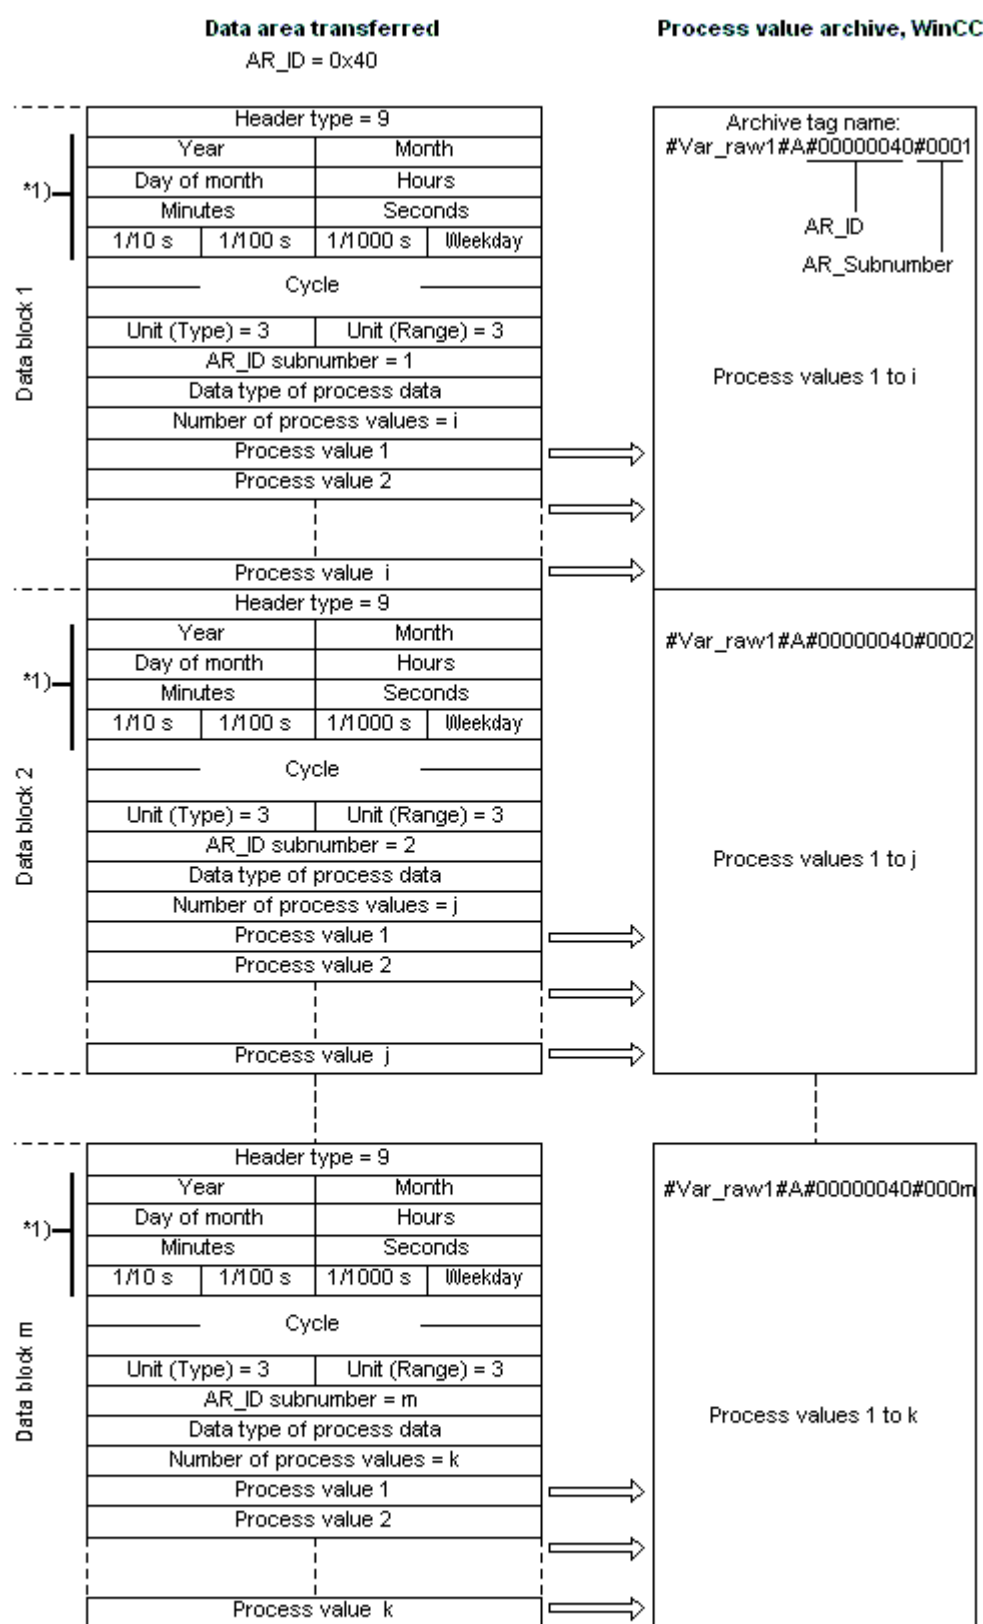 Data area transferred
Process value archive, WinCC
AR_ID = 0x40
Header type = 9
Year Month
*1)
Day of month Hours
Minutes Seconds
1/10 s 1/100 s 1/1000 s Weekday
Cycle
Data block 1
Unit (Type) = 3 Unit (Range) = 3
AR_ID subnumber = 1
Data type of process data
Number of process values = i
Process value 1
Process value 2
Process value i
Archive tag name:
#Var_raw1#A#00000040#0001
AR_ID
AR_Subnumber
Process values 1 to i
Header type = 9
Year Month
*1)
Day of month Hours
Minutes Seconds
1/10 s 1/100 s 1/1000 s Weekday
Cycle
Data block 2
Unit (Type) = 3 Unit (Range) = 3
AR_ID subnumber = 2
Data type of process data
Number of process values = j
Process value 1
Process value 2
Process value j
#Var_raw1#A#00000040#0002
Process values 1 to j
Header type = 9
Year Month
*1)
Day of month Hours
Minutes Seconds
1/10 s 1/100 s 1/1000 s Weekday
Cycle
Data block m
Unit (Type) = 3 Unit (Range) = 3
AR_ID subnumber = m
Data type of process data
Number of process values = k
Process value 1
Process value 2
Process value k
#Var_raw1#A#00000040#000m
Process values 1 to k